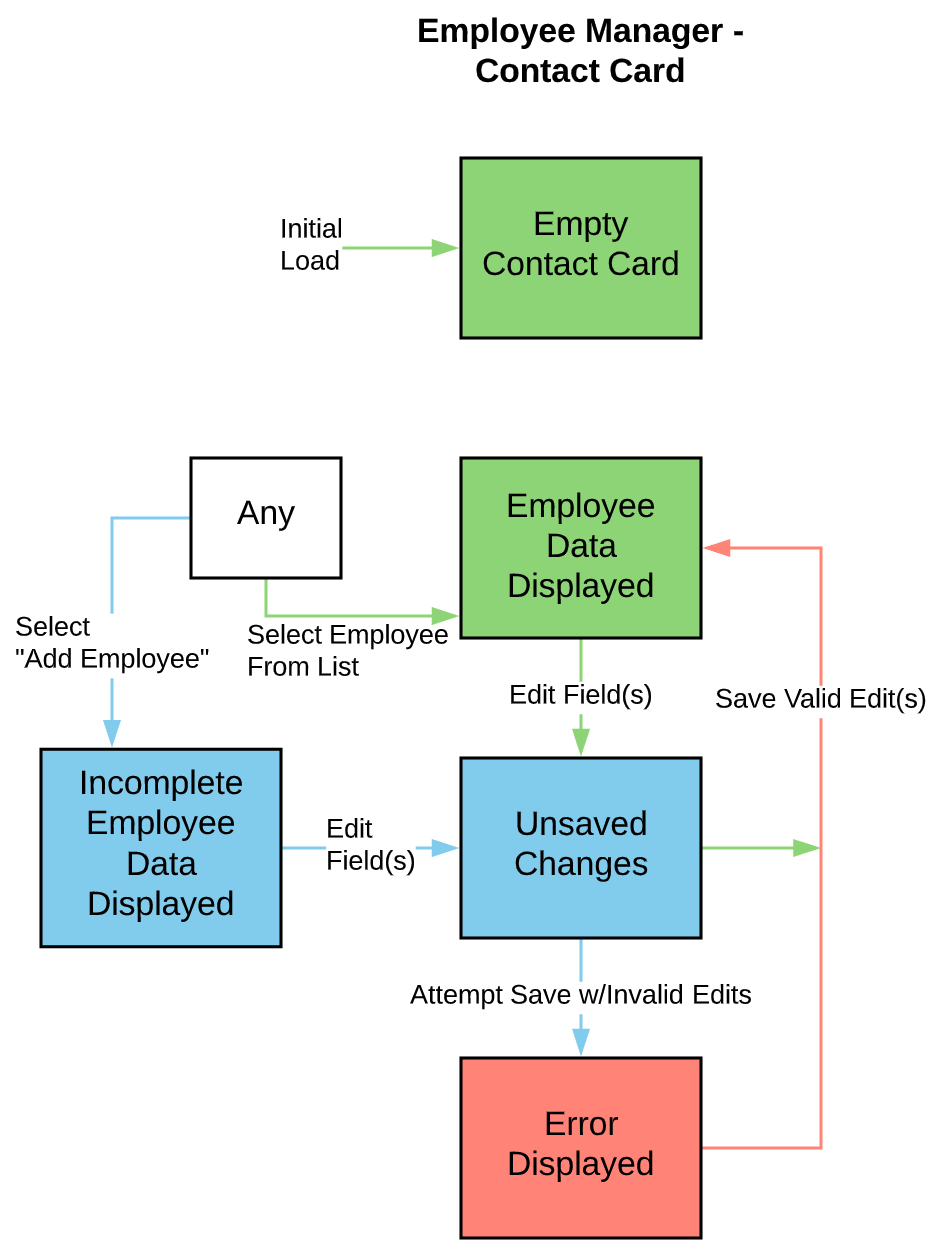 Employee Manager -
Contact Card
Initial
Load
Empty
Contact Card
Any
Employee
Data
Displayed
Select
"Add Employee"
Select Employee
From List
Edit Field(s)
Save Valid Edit(s)
Incomplete
Employee
Data
Displayed
Edit
Field(s)
Unsaved
Changes
Attempt Save w/Invalid Edits
Error
Displayed